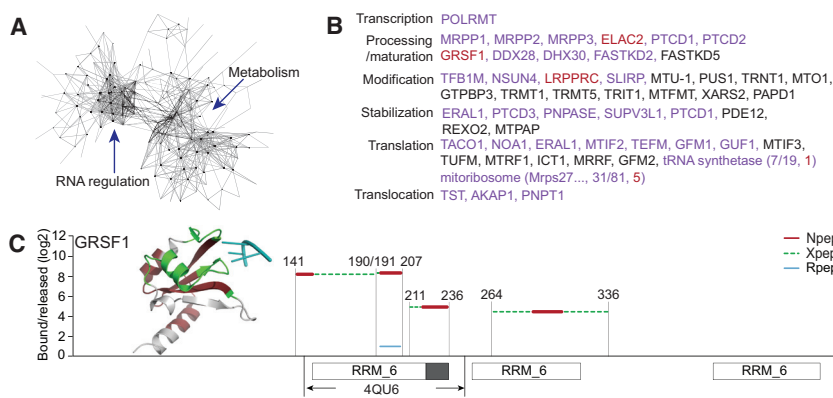 A
Metabolism
RNA regulation
B
Transcription POLRMT
Processing /maturation MRPP1, MRPP2, MRPP3, ELAC2, PTCD1, PTCD2
GRSF1, DDX28, DHX30, FASTKD2, FASTKD5
Modification TFB1M, NSUN4, LRPPRC, SLIRP, MTU-1, PUS1, TRNT1, MTO1,
GTPBP3, TRMT1, TRMT5, TRIT1, MTFMT, XARS2, PAPD1
Stabilization ERAL1, PTCD3, PNPASE, SUPV3L1, PTCD1, PDE12,
REXO2, MTPAP
Translation TACO1, NOA1, ERAL1, MTIF2, TEFM, GFM1, GUF1, MTIF3,
TUFM, MTRF1, ICT1, MRRF, GFM2, tRNA synthetase (7/19, 1)
mitoribosome (Mrps27..., 31/81, 5)
Translocation TST, AKAP1, PNPT1
C
GRSF1
Bound/released (log2)
12
10
8
6
4
2
0
141 190/191 207
211 236 264 336
Npep
Xpep
Rpep
RRM_6 RRM_6 RRM_6
4QU6